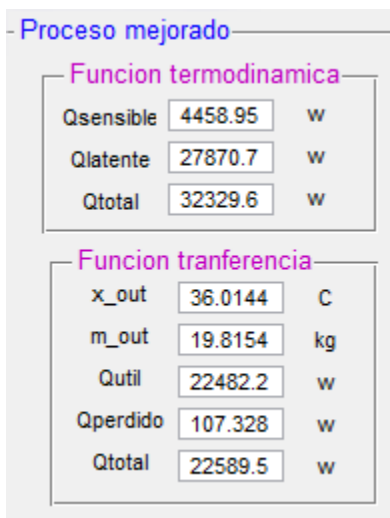 Proceso mejorado
Funcion termodinamica
Qsensible 4458.95 w
Qlatente 27870.7 w
Qtotal 32329.6 w
Funcion tranferencia
x_out 36.0144 C
m_out 19.8154 kg
Qutil 22482.2 w
Qperdido 107.328 w
Qtotal 22589.5 w